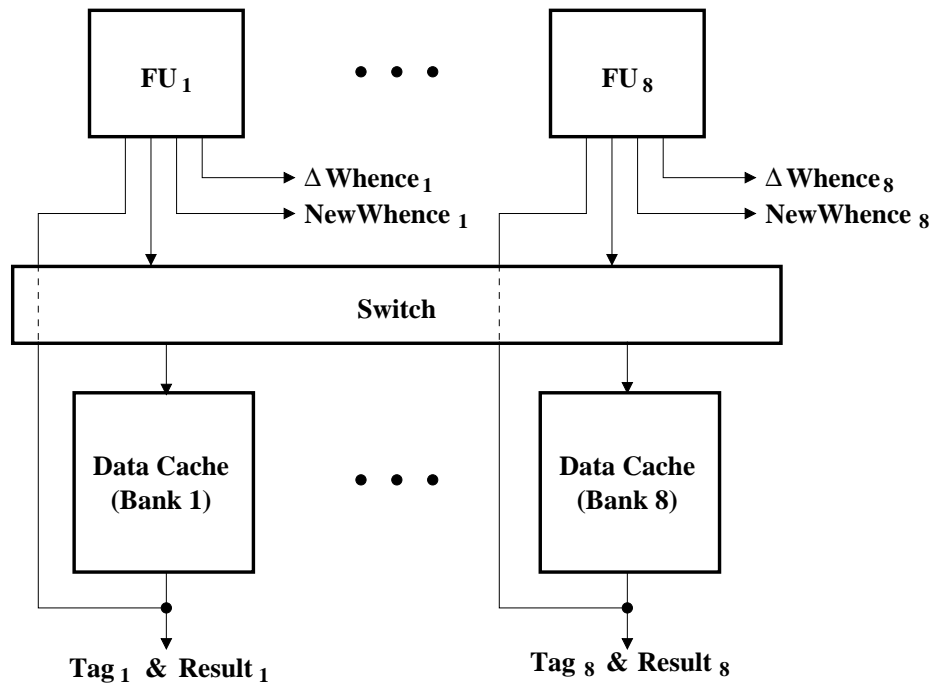 FU 1
FU 8
Δ Whence 1
Δ Whence 8
NewWhence 1
NewWhence 8
Switch
Data Cache
(Bank 1)
Data Cache
(Bank 8)
Tag 1 & Result 1
Tag 8 & Result 8